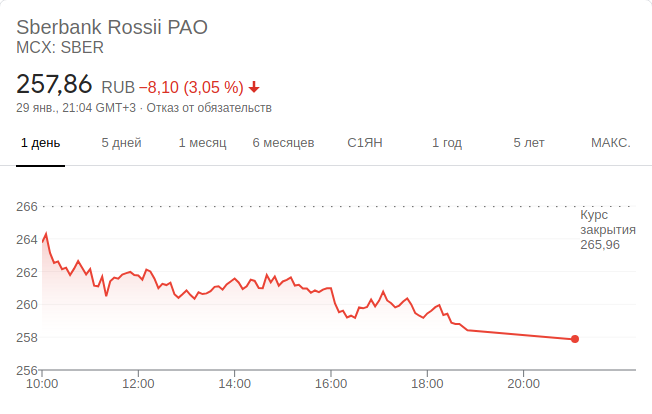 Sberbank Rossii PAO
MCX: SBER
257,86 RUB −8,10 (3,05 %)
29 янв., 21:04 GMT+3 · Отказ от обязательств
1 день 5 дней 1 месяц 6 месяцев С1ЯН 1 год 5 лет МАКС.
266
Курс
закрытия
265,96
264
262
260
258
256
10:00 12:00 14:00 16:00 18:00 20:00